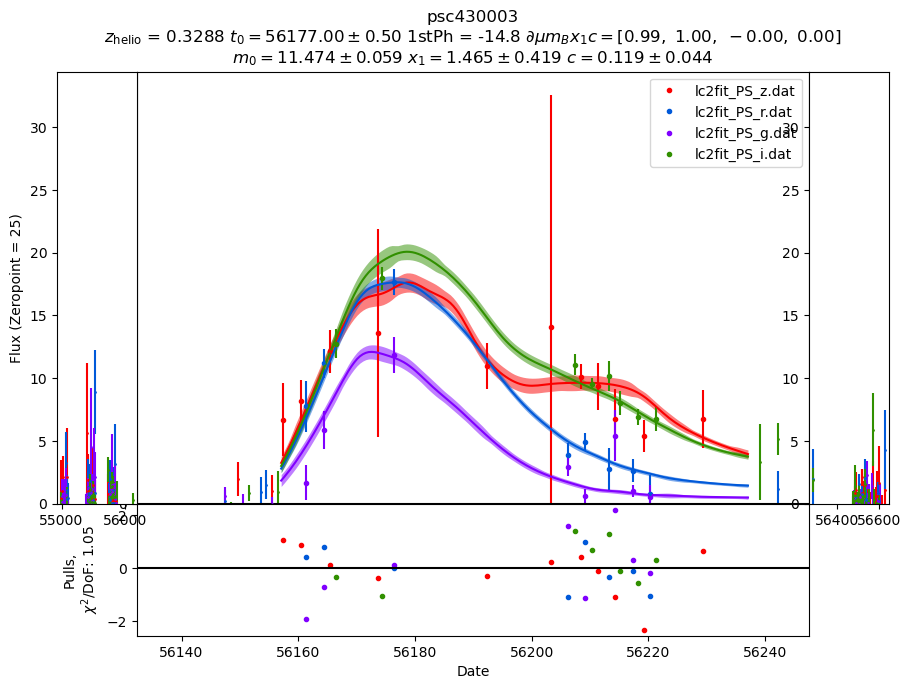 psc430003
z_helio = 0.3288 t_0 = 56177.00 ± 0.50 1stPh = -14.8 ∂μm_Bx_1c = [0.99, 1.00, −0.00, 0.00]
m_0 = 11.474 ± 0.059 x_1 = 1.465 ± 0.419 c = 0.119 ± 0.044
lc2fit_PS_z.dat
lc2fit_PS_r.dat
lc2fit_PS_g.dat
lc2fit_PS_i.dat
Flux (Zeropoint = 25)
30
25
20
15
10
5
0
30
25
20
15
10
5
0
55000
56000
56400
56600
Pulls,
χ²/DoF: 1.05
2
0
−2
56140
56160
56180
56200
56220
56240
Date